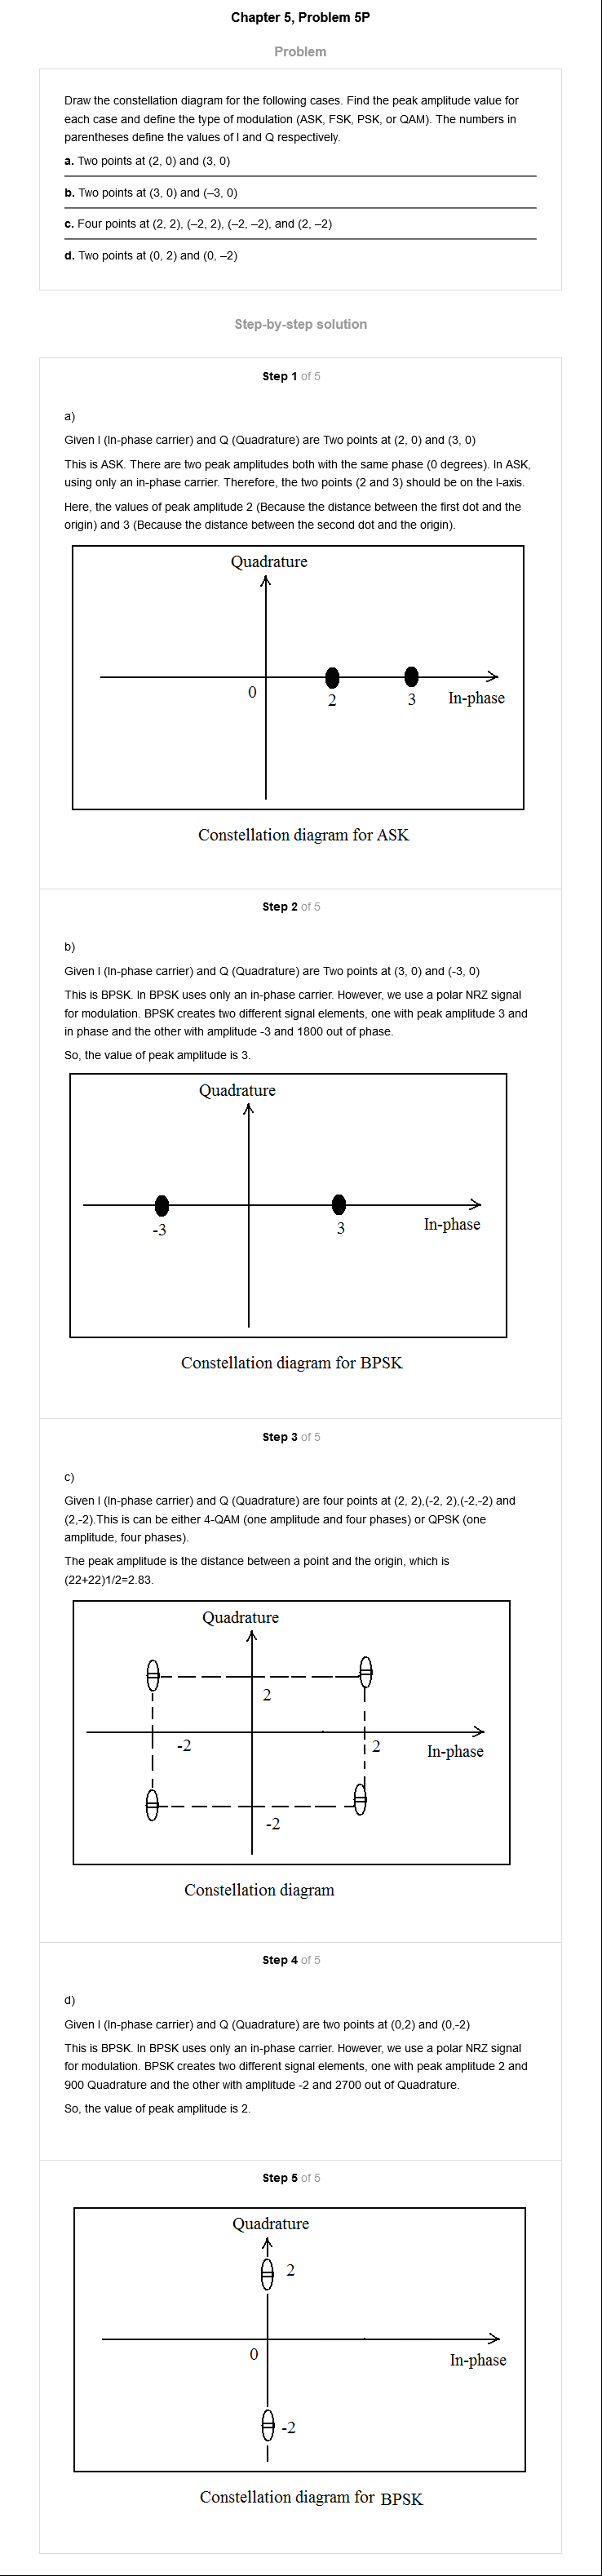 Chapter 5, Problem 5P
Problem
Draw the constellation diagram for the following cases. Find the peak amplitude value for
each case and define the type of modulation (ASK, FSK, PSK, or QAM). The numbers in
parentheses define the values of I and Q respectively.
a. Two points at (2, 0) and (3, 0)
b. Two points at (3, 0) and (–3, 0)
c. Four points at (2, 2), (–2, 2), (–2, –2), and (2, –2)
d. Two points at (0, 2) and (0, –2)
Step-by-step solution
Step 1 of 5
a)
Given I (In-phase carrier) and Q (Quadrature) are Two points at (2, 0) and (3, 0)
This is ASK. There are two peak amplitudes both with the same phase (0 degrees). In ASK,
using only an in-phase carrier. Therefore, the two points (2 and 3) should be on the I-axis.
Here, the values of peak amplitude 2 (Because the distance between the first dot and the
origin) and 3 (Because the distance between the second dot and the origin).
Quadrature
0
2
3
In-phase
Constellation diagram for ASK
Step 2 of 5
b)
Given I (In-phase carrier) and Q (Quadrature) are Two points at (3, 0) and (-3, 0)
This is BPSK. In BPSK uses only an in-phase carrier. However, we use a polar NRZ signal
for modulation. BPSK creates two different signal elements, one with peak amplitude 3 and
in phase and the other with amplitude -3 and 1800 out of phase.
So, the value of peak amplitude is 3.
Quadrature
-3
3
In-phase
Constellation diagram for BPSK
Step 3 of 5
c)
Given I (In-phase carrier) and Q (Quadrature) are four points at (2, 2),(-2, 2),(-2,-2) and
(2,-2).This is can be either 4-QAM (one amplitude and four phases) or QPSK (one
amplitude, four phases).
The peak amplitude is the distance between a point and the origin, which is
(22+22)1/2=2.83.
Quadrature
2
-2
2
In-phase
-2
Constellation diagram
Step 4 of 5
d)
Given I (In-phase carrier) and Q (Quadrature) are two points at (0,2) and (0,-2)
This is BPSK. In BPSK uses only an in-phase carrier. However, we use a polar NRZ signal
for modulation. BPSK creates two different signal elements, one with peak amplitude 2 and
900 Quadrature and the other with amplitude -2 and 2700 out of Quadrature.
So, the value of peak amplitude is 2.
Step 5 of 5
Quadrature
2
0
In-phase
-2
Constellation diagram for BPSK